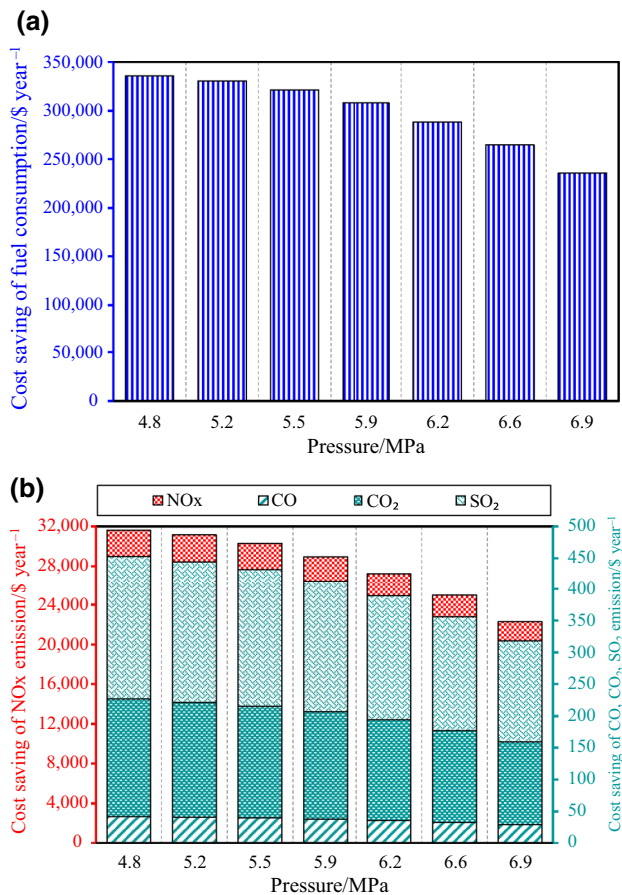 (a)
Cost saving of fuel consumption/$ year⁻¹
350,000
300,000
250,000
200,000
150,000
100,000
50,000
0
4.8 5.2 5.5 5.9 6.2 6.6 6.9
Pressure/MPa
(b)
NOx CO CO₂ SO₂
Cost saving of NOx emission/$ year⁻¹
32,000
28,000
24,000
20,000
16,000
12,000
8,000
4,000
0
500
450
400
350
300
250
200
150
100
50
0
Cost saving of CO, CO₂, SO₂ emission/$ year⁻¹
4.8 5.2 5.5 5.9 6.2 6.6 6.9
Pressure/MPa